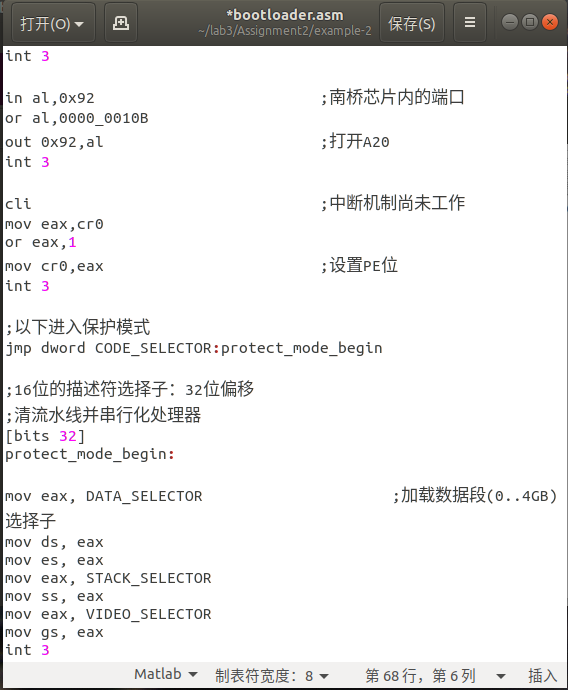 打开(O)
*bootloader.asm
~/lab3/Assignment2/example-2
保存(S)
int 3
in al,0x92 ;南桥芯片内的端口
or al,0000_0010B
out 0x92,al ;打开A20
int 3
cli ;中断机制尚未工作
mov eax,cr0
or eax,1
mov cr0,eax ;设置PE位
int 3
;以下进入保护模式
jmp dword CODE_SELECTOR:protect_mode_begin
;16位的描述符选择子：32位偏移
;清流水线并串行化处理器
[bits 32]
protect_mode_begin:
mov eax, DATA_SELECTOR ;加载数据段(0..4GB)
选择子
mov ds, eax
mov es, eax
mov eax, STACK_SELECTOR
mov ss, eax
mov eax, VIDEO_SELECTOR
mov gs, eax
int 3
Matlab 制表符宽度：8 第 68 行，第 6 列 插入